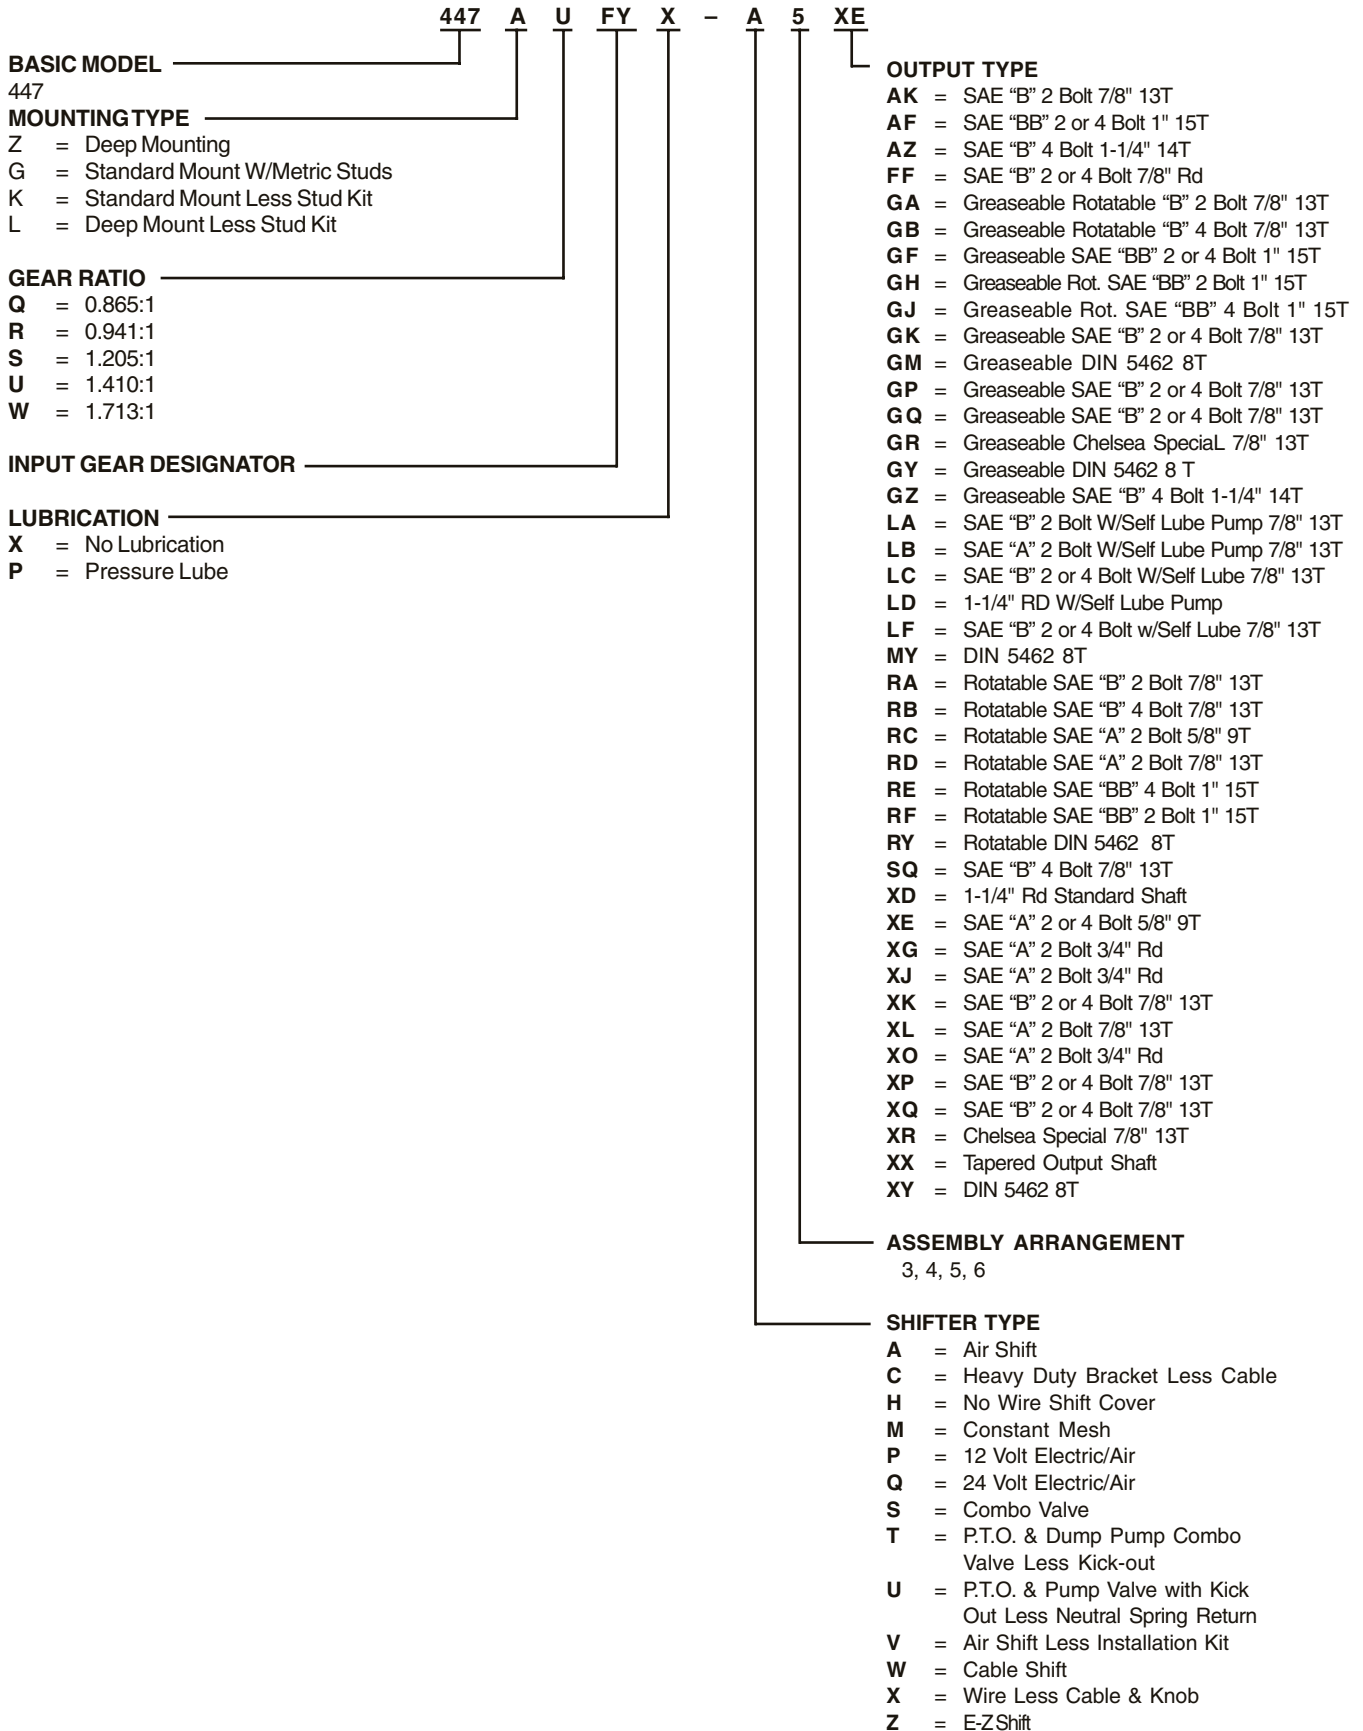 447 A U FY X – A 5 XE
BASIC MODEL
447
MOUNTING TYPE
Z = Deep Mounting
G = Standard Mount W/Metric Studs
K = Standard Mount Less Stud Kit
L = Deep Mount Less Stud Kit
GEAR RATIO
Q = 0.865:1
R = 0.941:1
S = 1.205:1
U = 1.410:1
W = 1.713:1
INPUT GEAR DESIGNATOR
LUBRICATION
X = No Lubrication
P = Pressure Lube
OUTPUT TYPE
AK = SAE “B” 2 Bolt 7/8" 13T
AF = SAE “BB” 2 or 4 Bolt 1" 15T
AZ = SAE “B” 4 Bolt 1-1/4" 14T
FF = SAE “B” 2 or 4 Bolt 7/8" Rd
GA = Greaseable Rotatable “B” 2 Bolt 7/8" 13T
GB = Greaseable Rotatable “B” 4 Bolt 7/8" 13T
GF = Greaseable SAE “BB” 2 or 4 Bolt 1" 15T
GH = Greaseable Rot. SAE “BB” 2 Bolt 1" 15T
GJ = Greaseable Rot. SAE “BB” 4 Bolt 1" 15T
GK = Greaseable SAE “B” 2 or 4 Bolt 7/8" 13T
GM = Greaseable DIN 5462 8T
GP = Greaseable SAE “B” 2 or 4 Bolt 7/8" 13T
GQ = Greaseable SAE “B” 2 or 4 Bolt 7/8" 13T
GR = Greaseable Chelsea SpeciaL 7/8" 13T
GY = Greaseable DIN 5462 8 T
GZ = Greaseable SAE “B” 4 Bolt 1-1/4" 14T
LA = SAE “B” 2 Bolt W/Self Lube Pump 7/8" 13T
LB = SAE “A” 2 Bolt W/Self Lube Pump 7/8" 13T
LC = SAE “B” 2 or 4 Bolt W/Self Lube 7/8" 13T
LD = 1-1/4" RD W/Self Lube Pump
LF = SAE “B” 2 or 4 Bolt w/Self Lube 7/8" 13T
MY = DIN 5462 8T
RA = Rotatable SAE “B” 2 Bolt 7/8" 13T
RB = Rotatable SAE “B” 4 Bolt 7/8" 13T
RC = Rotatable SAE “A” 2 Bolt 5/8" 9T
RD = Rotatable SAE “A” 2 Bolt 7/8" 13T
RE = Rotatable SAE “BB” 4 Bolt 1" 15T
RF = Rotatable SAE “BB” 2 Bolt 1" 15T
RY = Rotatable DIN 5462 8T
SQ = SAE “B” 4 Bolt 7/8" 13T
XD = 1-1/4" Rd Standard Shaft
XE = SAE “A” 2 or 4 Bolt 5/8" 9T
XG = SAE “A” 2 Bolt 3/4" Rd
XJ = SAE “A” 2 Bolt 3/4" Rd
XK = SAE “B” 2 or 4 Bolt 7/8" 13T
XL = SAE “A” 2 Bolt 7/8" 13T
XO = SAE “A” 2 Bolt 3/4" Rd
XP = SAE “B” 2 or 4 Bolt 7/8" 13T
XQ = SAE “B” 2 or 4 Bolt 7/8" 13T
XR = Chelsea Special 7/8" 13T
XX = Tapered Output Shaft
XY = DIN 5462 8T
ASSEMBLY ARRANGEMENT
3, 4, 5, 6
SHIFTER TYPE
A = Air Shift
C = Heavy Duty Bracket Less Cable
H = No Wire Shift Cover
M = Constant Mesh
P = 12 Volt Electric/Air
Q = 24 Volt Electric/Air
S = Combo Valve
T = P.T.O. & Dump Pump Combo
Valve Less Kick-out
U = P.T.O. & Pump Valve with Kick
Out Less Neutral Spring Return
V = Air Shift Less Installation Kit
W = Cable Shift
X = Wire Less Cable & Knob
Z = E-Z Shift